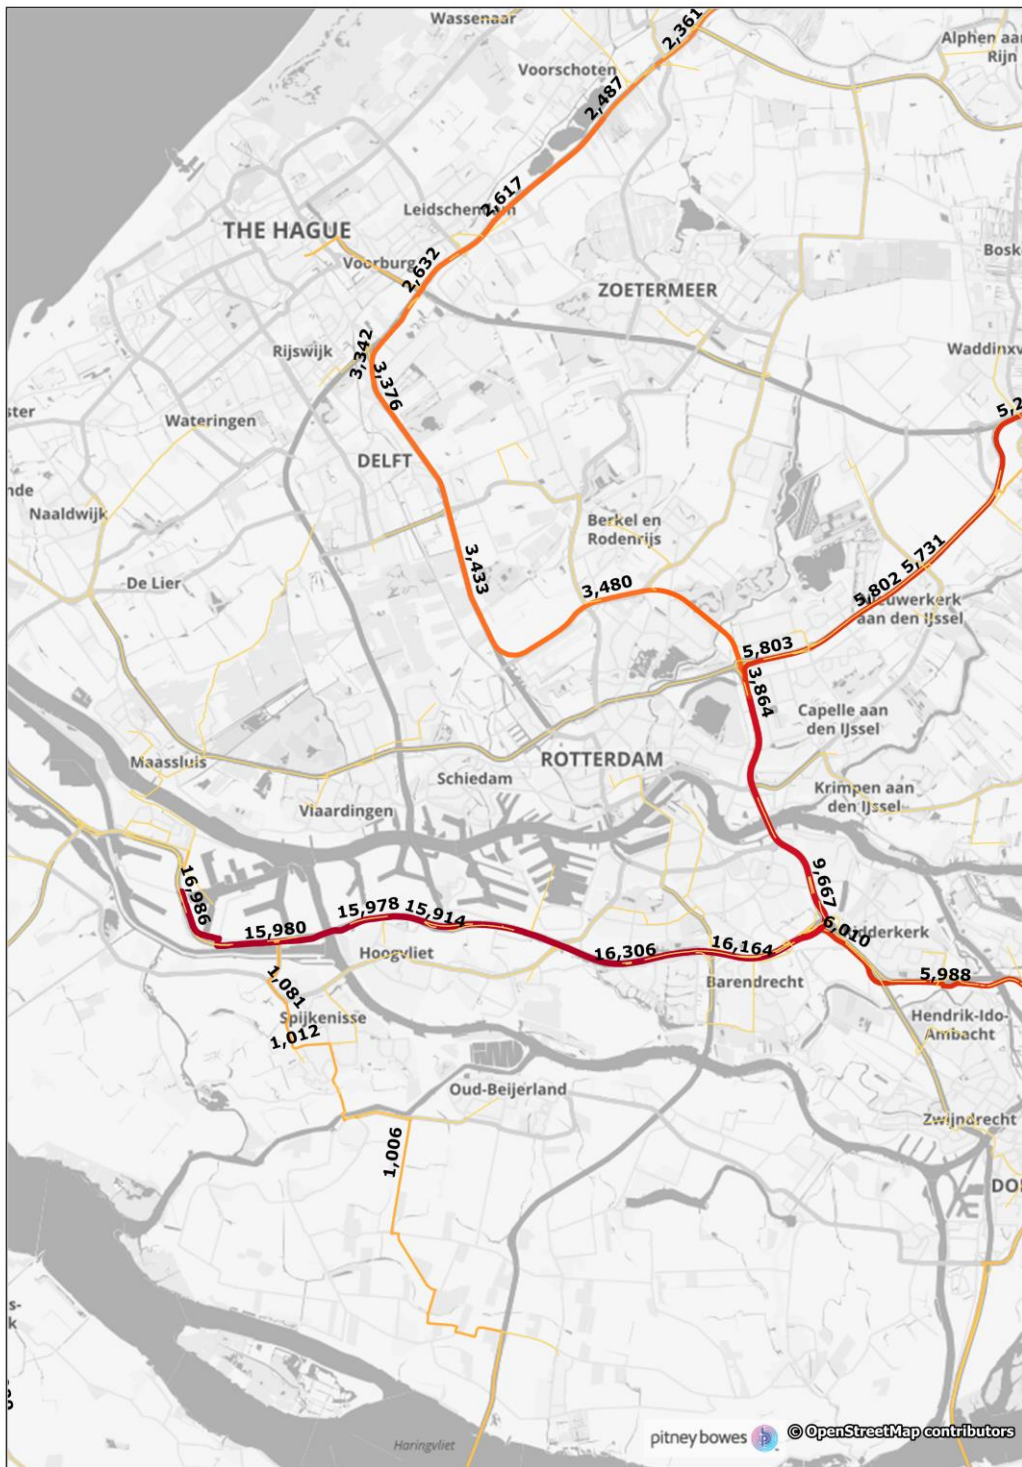 Wassenaar
2,361
Alphen aan
Rijn
Voorschoten
2,487
2,617
Leidschendam
THE HAGUE
Voorburg
2,632
Bosk
ZOETERMEER
3,342
Rijswijk
Waddinxv
3,376
5,2
ster
Wateringen
DELFT
nde
Naaldwijk
Berkel en
Rodenrijs
5,731
3,433
De Lier
3,480
5,802
euwerkerk
aan den IJssel
5,803
3,864
Capelle aan
den IJssel
ROTTERDAM
Maassluis
Schiedam
Krimpen aan
den IJssel
Vlaardingen
16,986
9,667
15,978
15,914
15,980
6,010
idderkerk
Hoogvliet
16,306
16,164
5,988
Barendrecht
1,081
Spijkenisse
Hendrik-Ido-
Ambacht
1,012
Oud-Beijerland
Zwijndrecht
1,006
DO
s-
k
Haringvliet
pitney bowes
© OpenStreetMap contributors